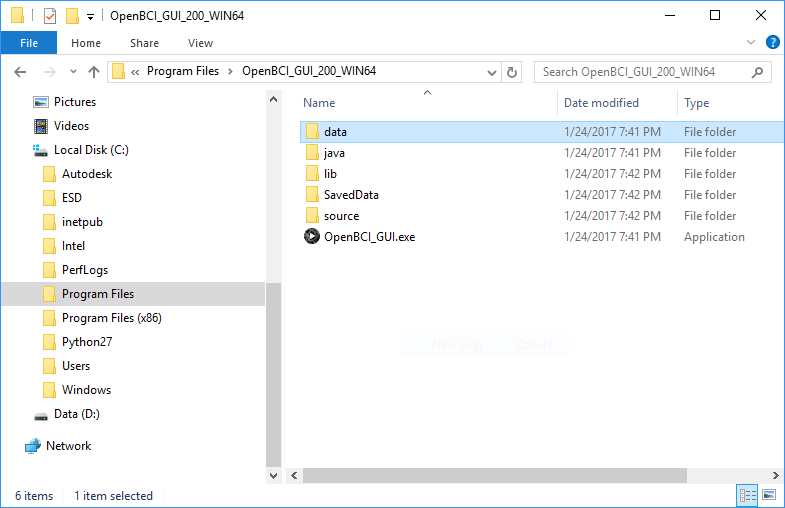 OpenBCI_GUI_200_WIN64
File Home Share View
« Program Files > OpenBCI_GUI_200_WIN64 Search OpenBCI_GUI_200_WIN64
Pictures
Videos
Local Disk (C:)
Autodesk
ESD
inetpub
Intel
PerfLogs
Program Files
Program Files (x86)
Python27
Users
Windows
Data (D:)
Network
Name Date modified Type
data 1/24/2017 7:41 PM File folder
java 1/24/2017 7:41 PM File folder
lib 1/24/2017 7:42 PM File folder
SavedData 1/24/2017 7:42 PM File folder
source 1/24/2017 7:42 PM File folder
OpenBCI_GUI.exe 1/24/2017 7:41 PM Application
New Snip
6 items 1 item selected